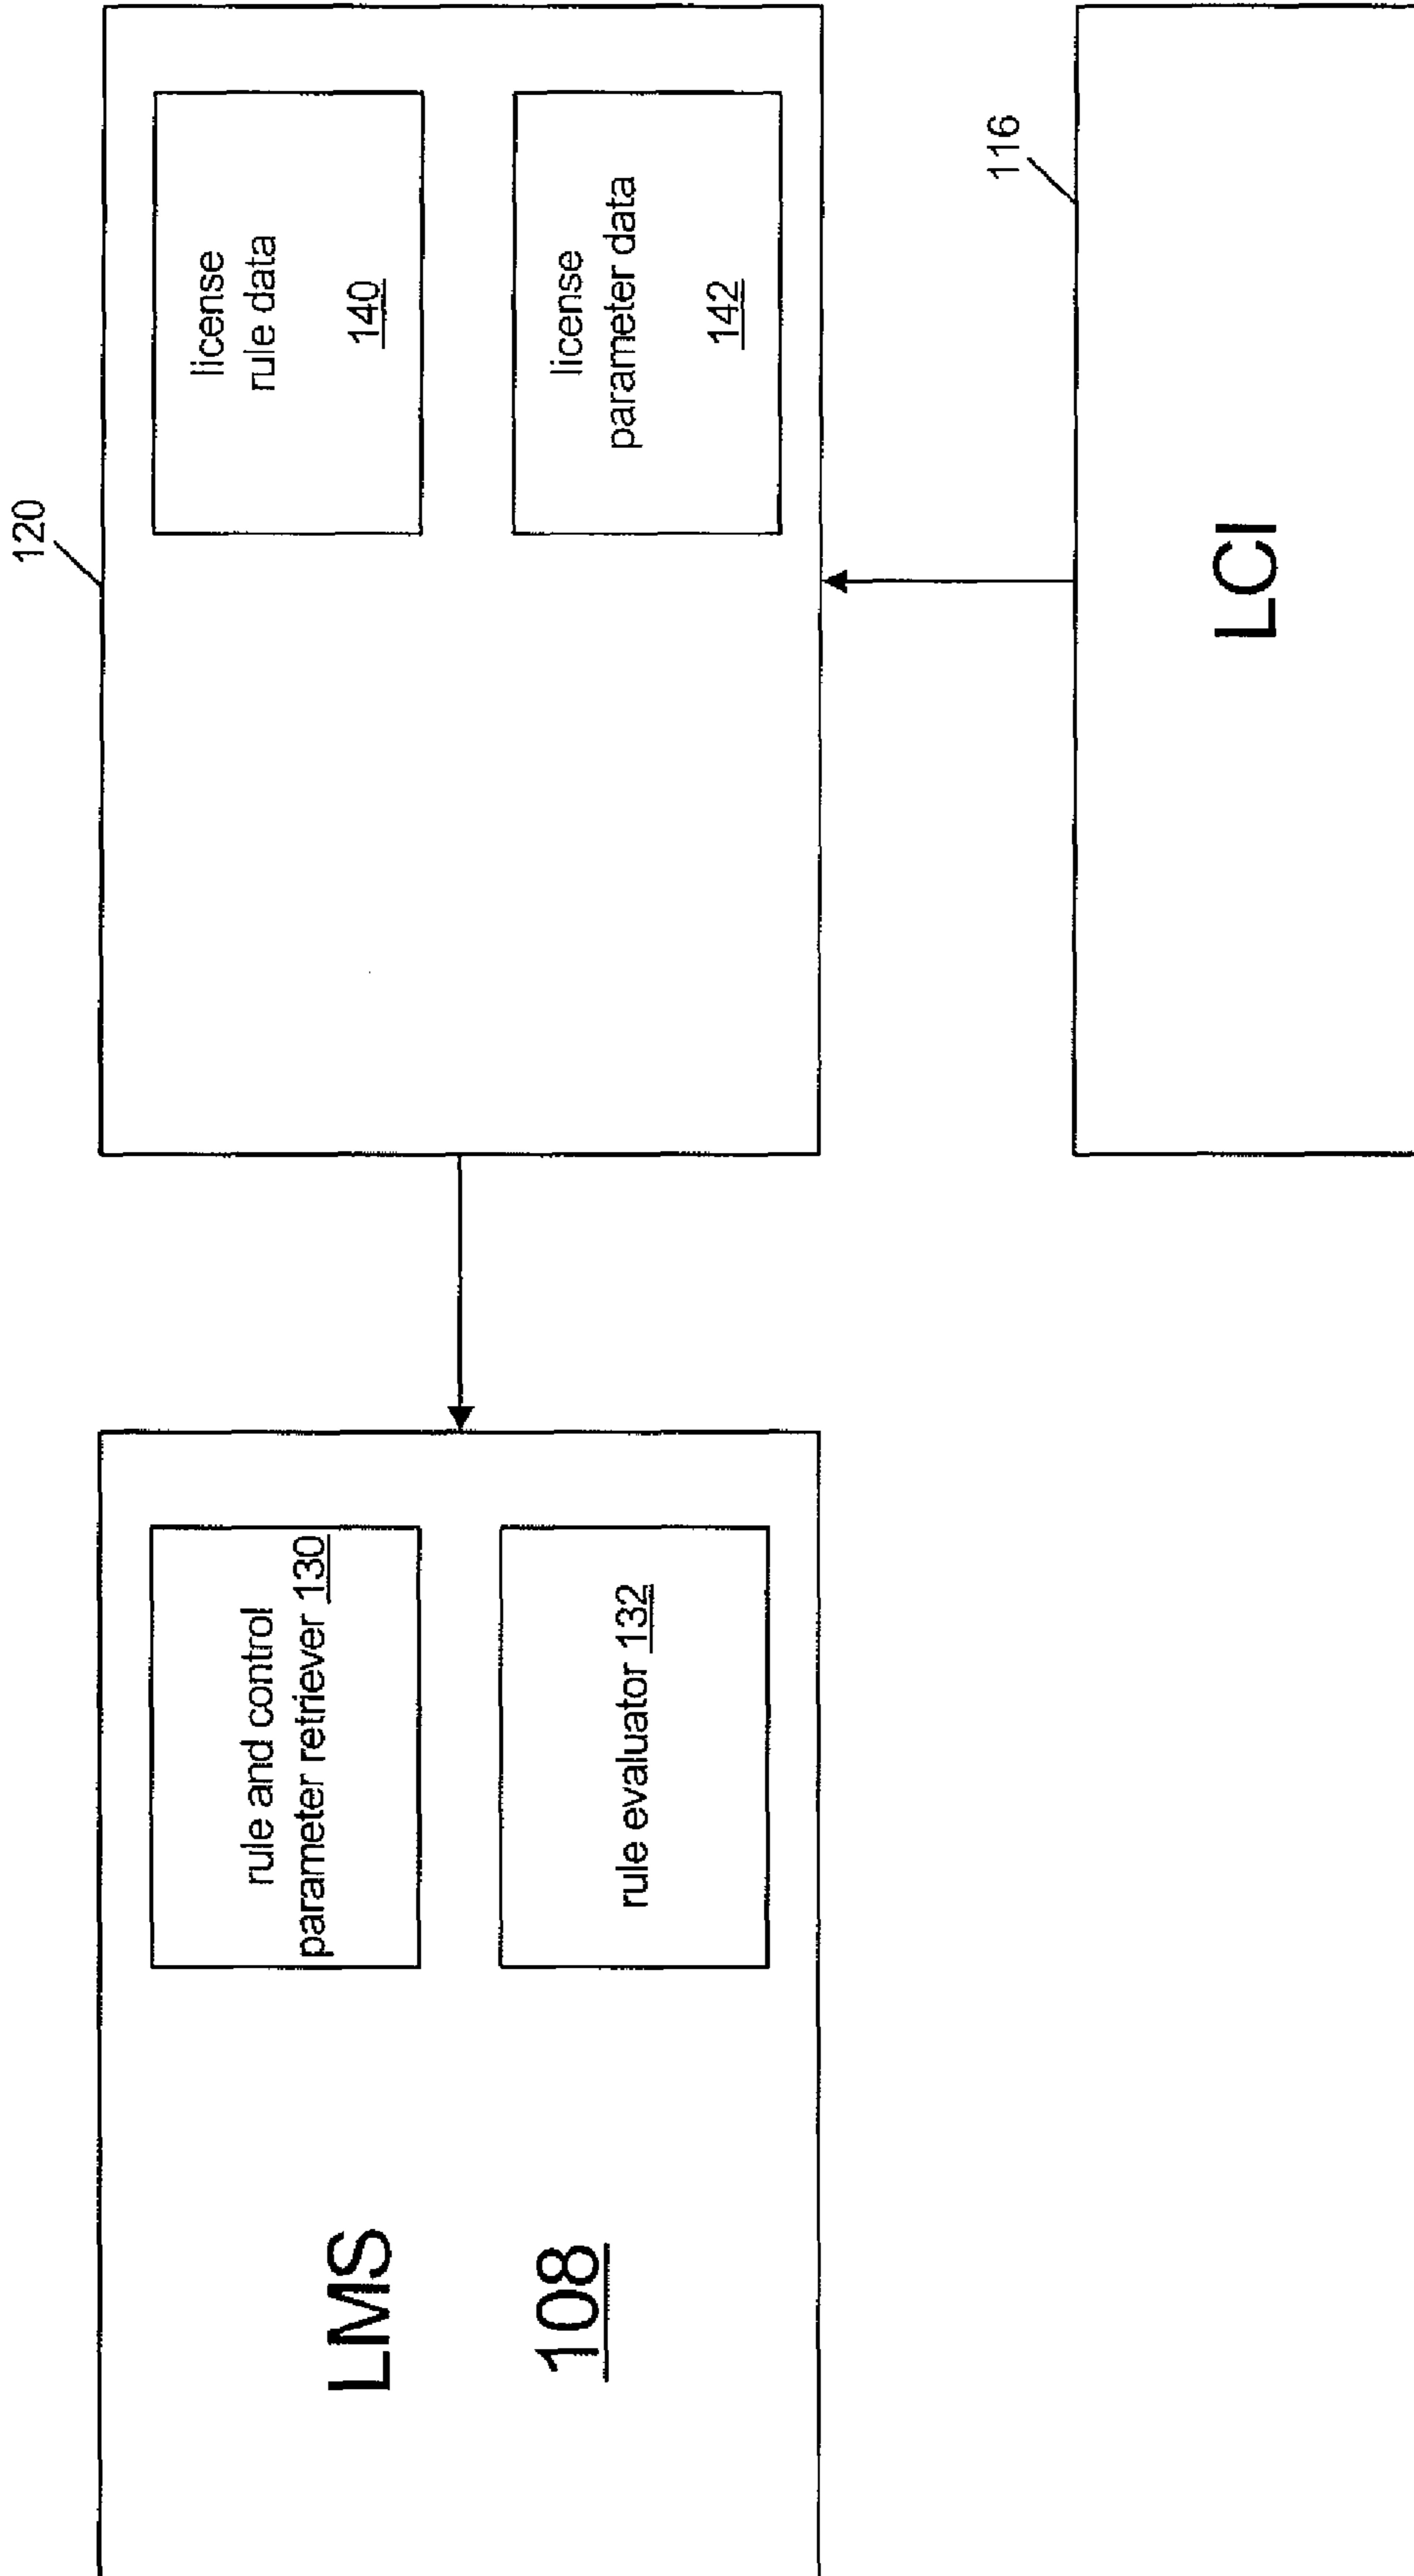 LMS
108
rule and control
parameter retriever 130
rule evaluator 132
120
license
rule data
140
license
parameter data
142
116
LCI